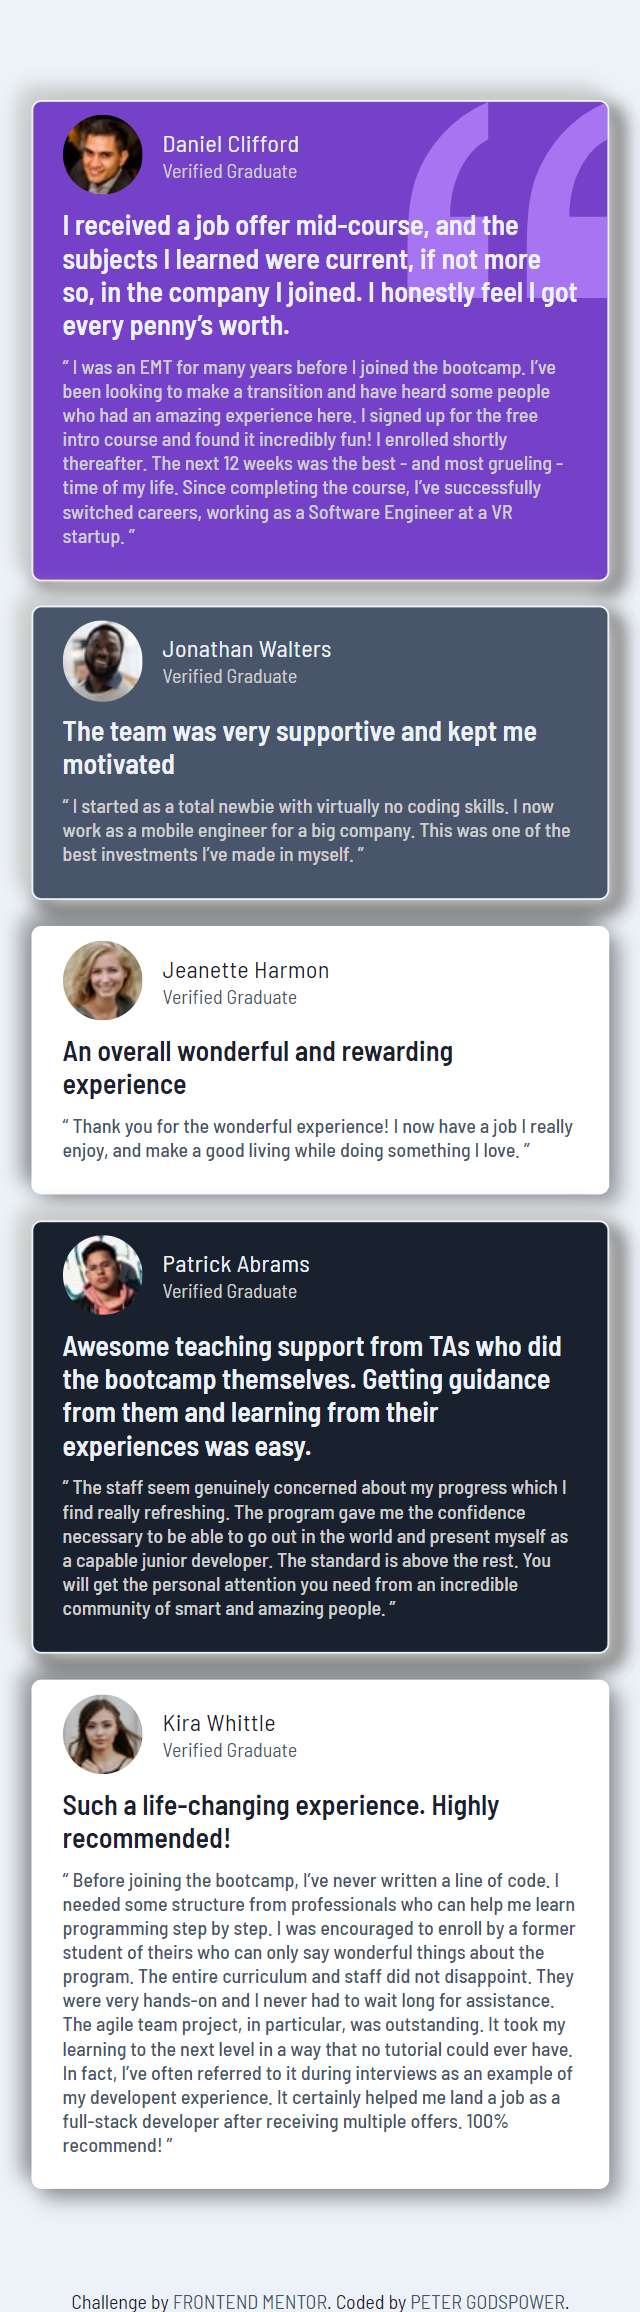 Daniel Clifford
Verified Graduate
I received a job offer mid-course, and the
subjects I learned were current, if not more
so, in the company I joined. I honestly feel I got
every penny’s worth.
“ I was an EMT for many years before I joined the bootcamp. I’ve
been looking to make a transition and have heard some people
who had an amazing experience here. I signed up for the free
intro course and found it incredibly fun! I enrolled shortly
thereafter. The next 12 weeks was the best - and most grueling -
time of my life. Since completing the course, I’ve successfully
switched careers, working as a Software Engineer at a VR
startup. ”
Jonathan Walters
Verified Graduate
The team was very supportive and kept me
motivated
“ I started as a total newbie with virtually no coding skills. I now
work as a mobile engineer for a big company. This was one of the
best investments I’ve made in myself. ”
Jeanette Harmon
Verified Graduate
An overall wonderful and rewarding
experience
“ Thank you for the wonderful experience! I now have a job I really
enjoy, and make a good living while doing something I love. ”
Patrick Abrams
Verified Graduate
Awesome teaching support from TAs who did
the bootcamp themselves. Getting guidance
from them and learning from their
experiences was easy.
“ The staff seem genuinely concerned about my progress which I
find really refreshing. The program gave me the confidence
necessary to be able to go out in the world and present myself as
a capable junior developer. The standard is above the rest. You
will get the personal attention you need from an incredible
community of smart and amazing people. ”
Kira Whittle
Verified Graduate
Such a life-changing experience. Highly
recommended!
“ Before joining the bootcamp, I’ve never written a line of code. I
needed some structure from professionals who can help me learn
programming step by step. I was encouraged to enroll by a former
student of theirs who can only say wonderful things about the
program. The entire curriculum and staff did not disappoint. They
were very hands-on and I never had to wait long for assistance.
The agile team project, in particular, was outstanding. It took my
learning to the next level in a way that no tutorial could ever have.
In fact, I’ve often referred to it during interviews as an example of
my developent experience. It certainly helped me land a job as a
full-stack developer after receiving multiple offers. 100%
recommend! ”
Challenge by FRONTEND MENTOR. Coded by PETER GODSPOWER.